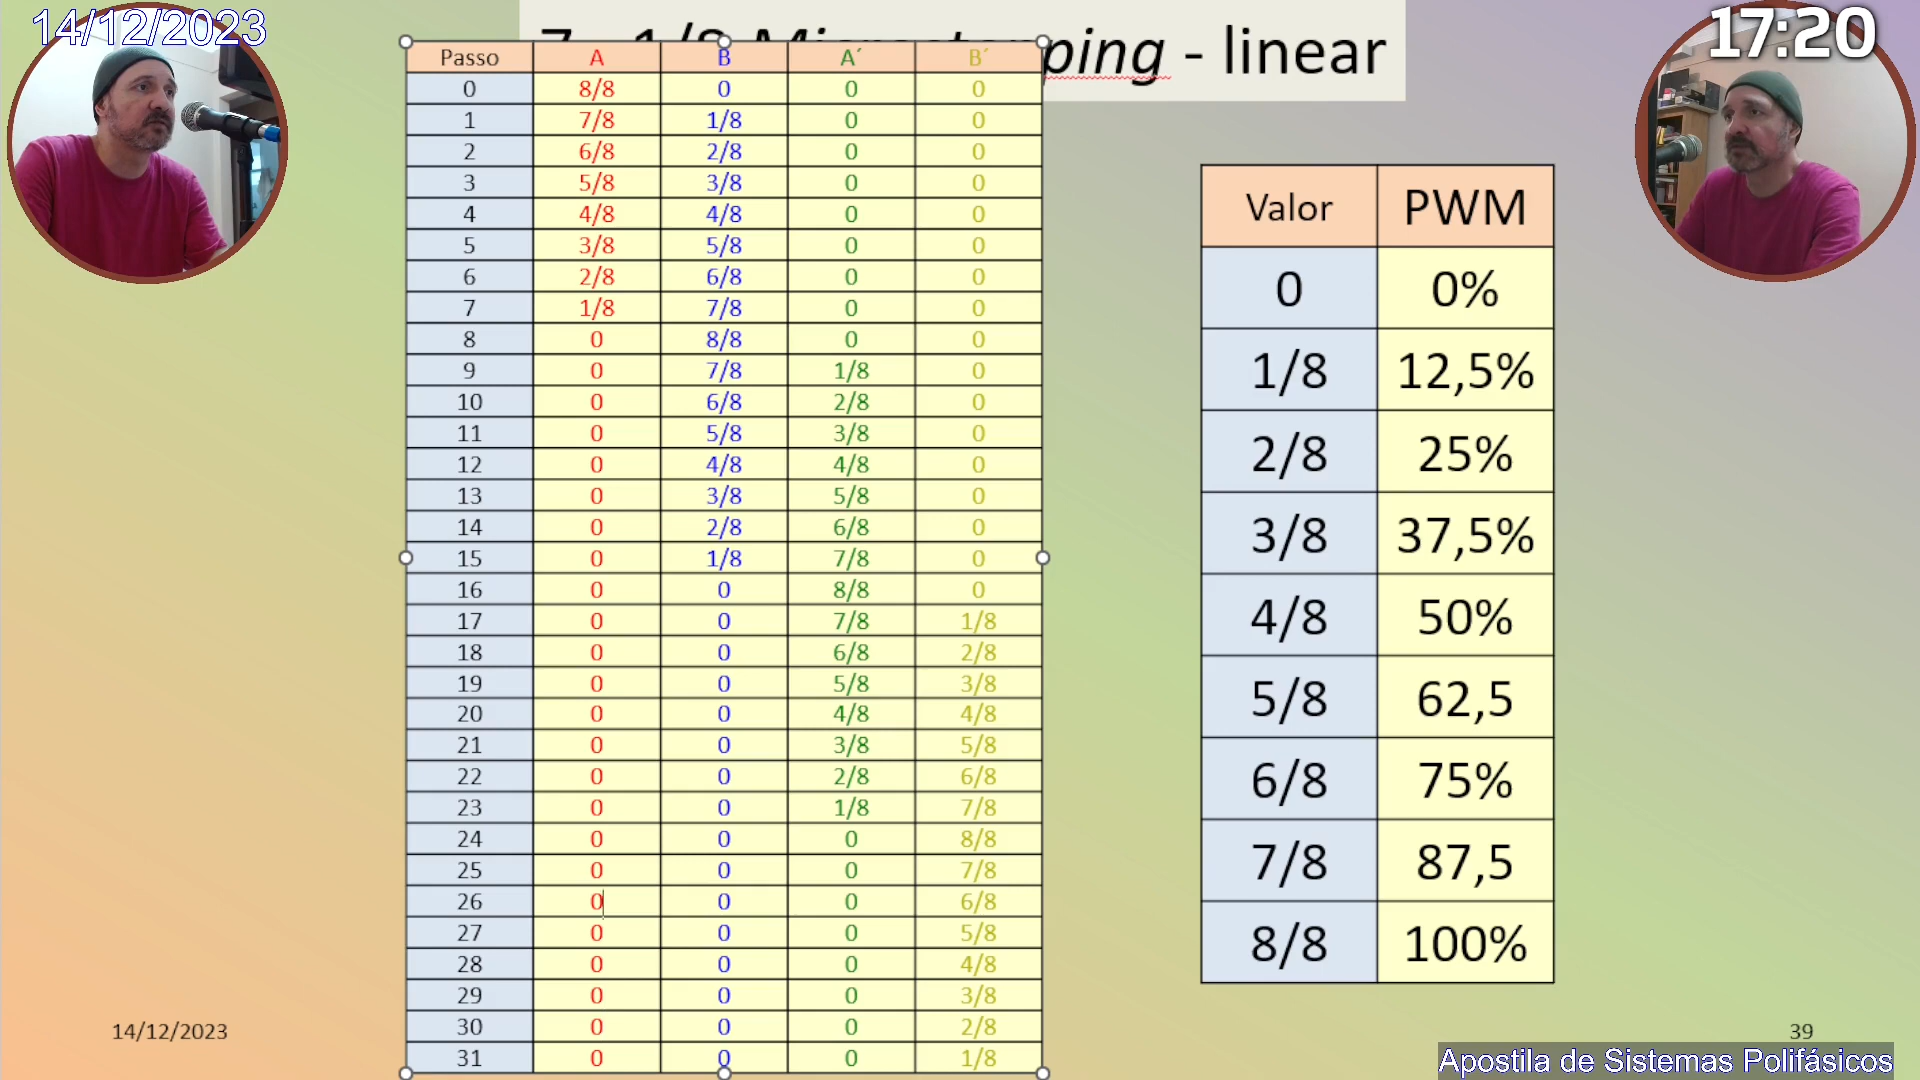 14/12/2023
17:20
ping - linear
Passo A B A´ B´
0 8/8 0 0 0
1 7/8 1/8 0 0
2 6/8 2/8 0 0
3 5/8 3/8 0 0
4 4/8 4/8 0 0
5 3/8 5/8 0 0
6 2/8 6/8 0 0
7 1/8 7/8 0 0
8 0 8/8 0 0
9 0 7/8 1/8 0
10 0 6/8 2/8 0
11 0 5/8 3/8 0
12 0 4/8 4/8 0
13 0 3/8 5/8 0
14 0 2/8 6/8 0
15 0 1/8 7/8 0
16 0 0 8/8 0
17 0 0 7/8 1/8
18 0 0 6/8 2/8
19 0 0 5/8 3/8
20 0 0 4/8 4/8
21 0 0 3/8 5/8
22 0 0 2/8 6/8
23 0 0 1/8 7/8
24 0 0 0 8/8
25 0 0 0 7/8
26 0 0 0 6/8
27 0 0 0 5/8
28 0 0 0 4/8
29 0 0 0 3/8
30 0 0 0 2/8
31 0 0 0 1/8
Valor PWM
0 0%
1/8 12,5%
2/8 25%
3/8 37,5%
4/8 50%
5/8 62,5
6/8 75%
7/8 87,5
8/8 100%
14/12/2023
39
Apostila de Sistemas Polifásicos